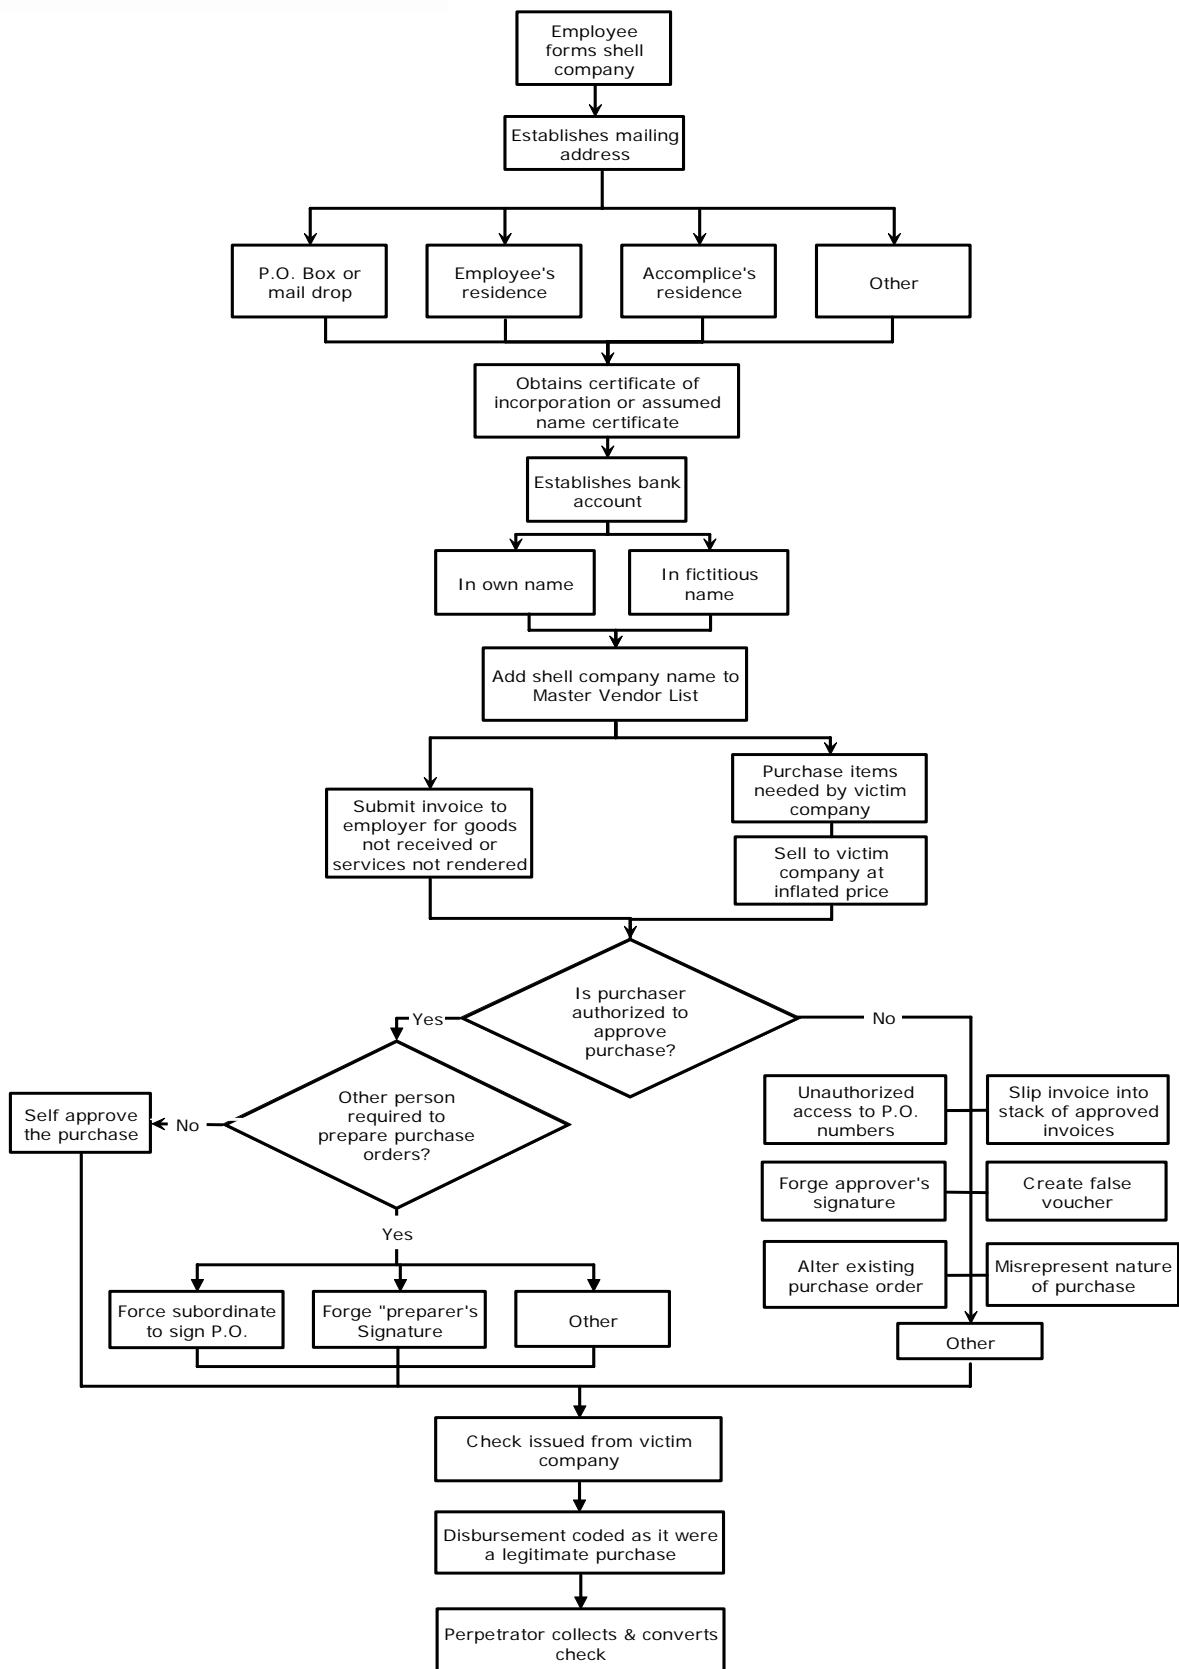 Employee
forms shell
company
Establishes mailing
address
P.O. Box or
mail drop
Employee's
residence
Accomplice's
residence
Other
Obtains certificate of
incorporation or assumed
name certificate
Establishes bank
account
In own name
In fictitious
name
Add shell company name to
Master Vendor List
Submit invoice to
employer for goods
not received or
services not rendered
Purchase items
needed by victim
company
Sell to victim
company at
inflated price
Is purchaser
authorized to
approve
purchase?
Yes
No
Other person
required to
prepare purchase
orders?
No
Self approve
the purchase
Yes
Force subordinate
to sign P.O.
Forge "preparer's
Signature
Other
Unauthorized
access to P.O.
numbers
Slip invoice into
stack of approved
invoices
Forge approver's
signature
Create false
voucher
Alter existing
purchase order
Misrepresent nature
of purchase
Other
Check issued from victim
company
Disbursement coded as it were
a legitimate purchase
Perpetrator collects & converts
check